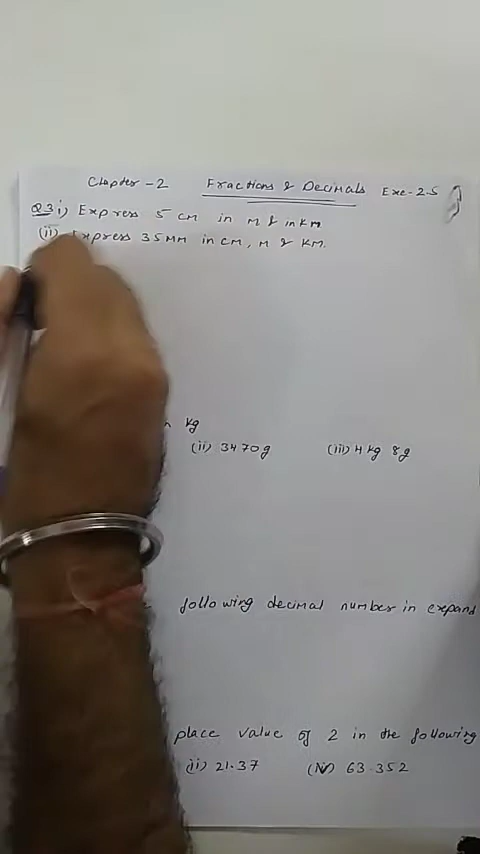 Chapter -2 Fractions & Decimals Exe-2.5
Q3 i) Express 5 cm in M & in KM
(ii) Express 35MM in CM, M & KM.
kg
(ii) 3470g (iii) 4 kg 8g
following decimal number in expand
place value of 2 in the following
(ii) 21.37 (iv) 63.352